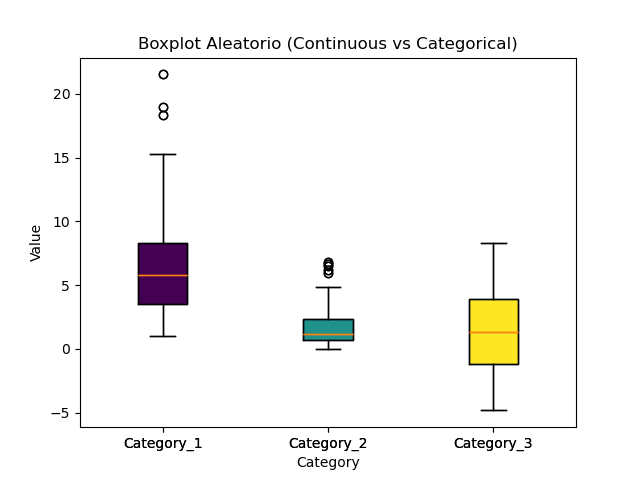 Boxplot Aleatorio (Continuous vs Categorical)
20
15
10
5
0
−5
Value
Category_1
Category_2
Category_3
Category